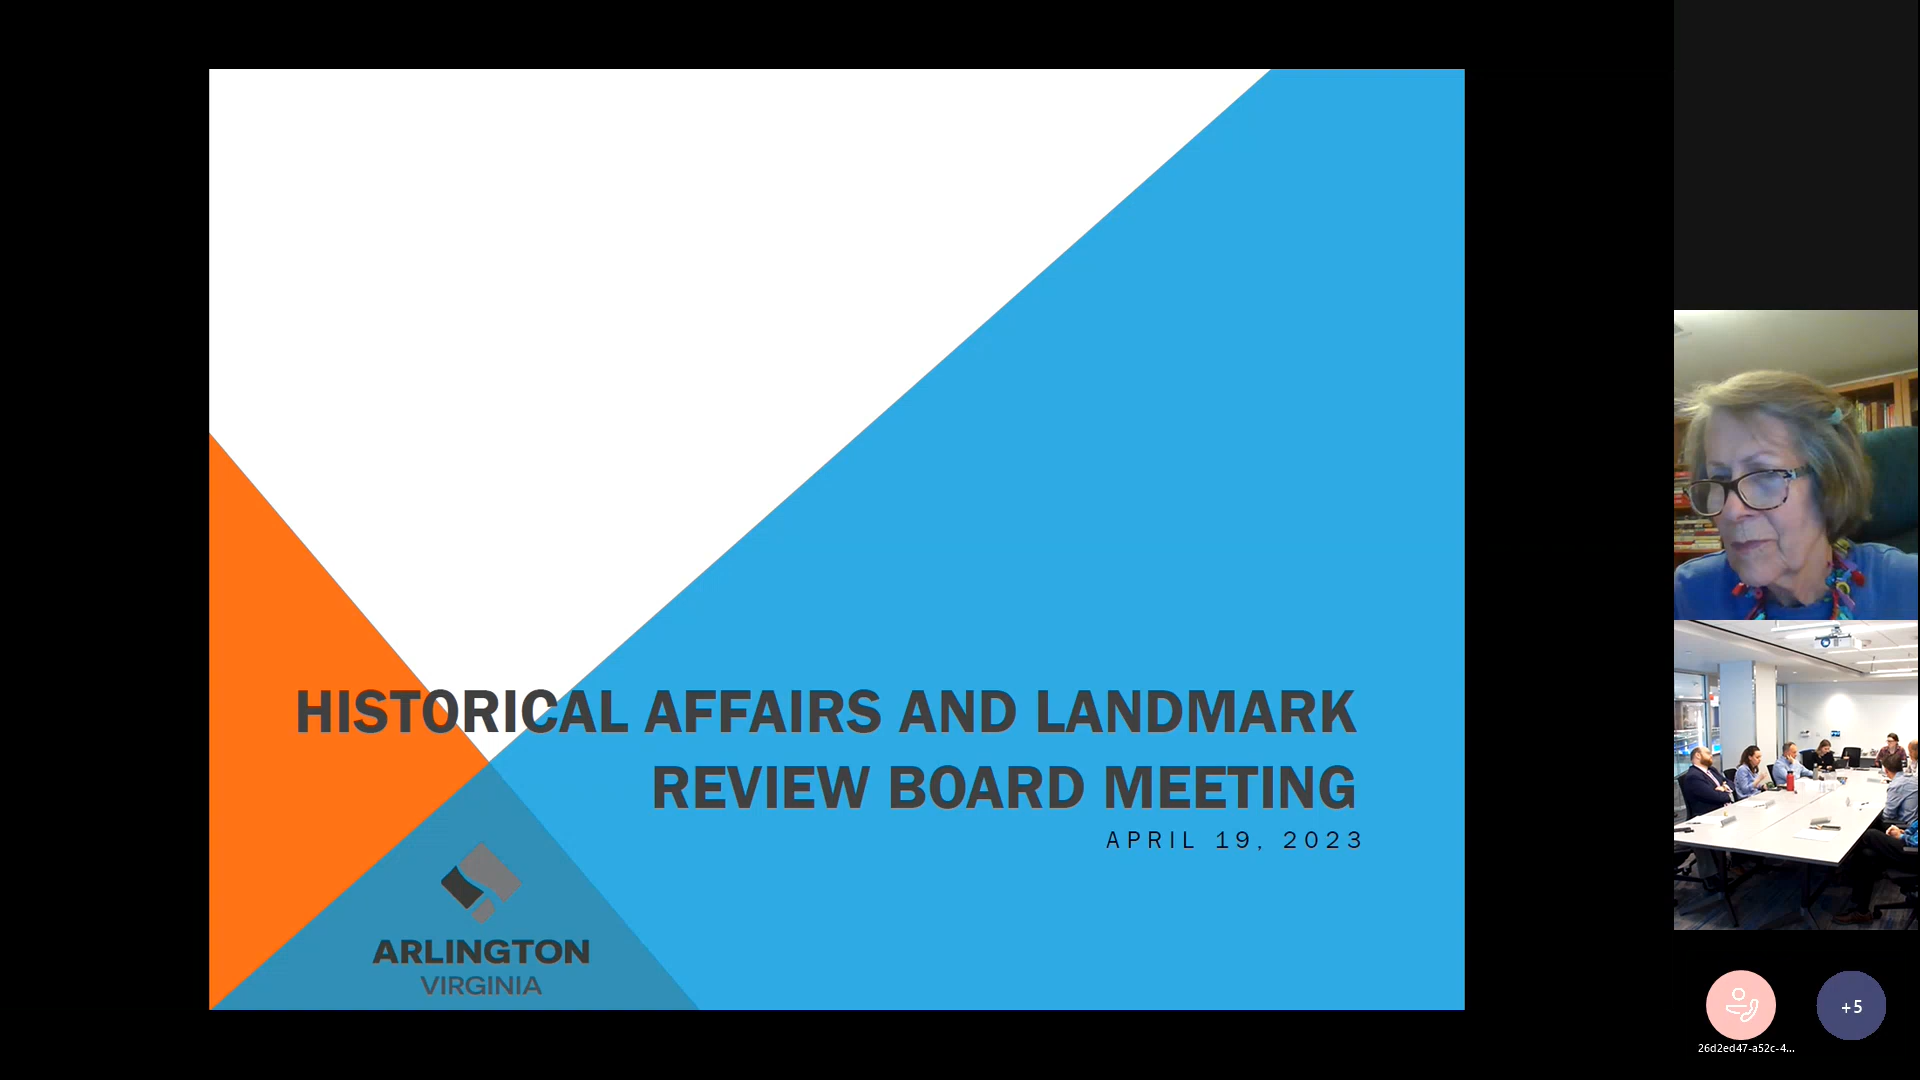 HISTORICAL AFFAIRS AND LANDMARK
REVIEW BOARD MEETING
APRIL 19, 2023
ARLINGTON
VIRGINIA
+5
26d2ed47-a52c-4...